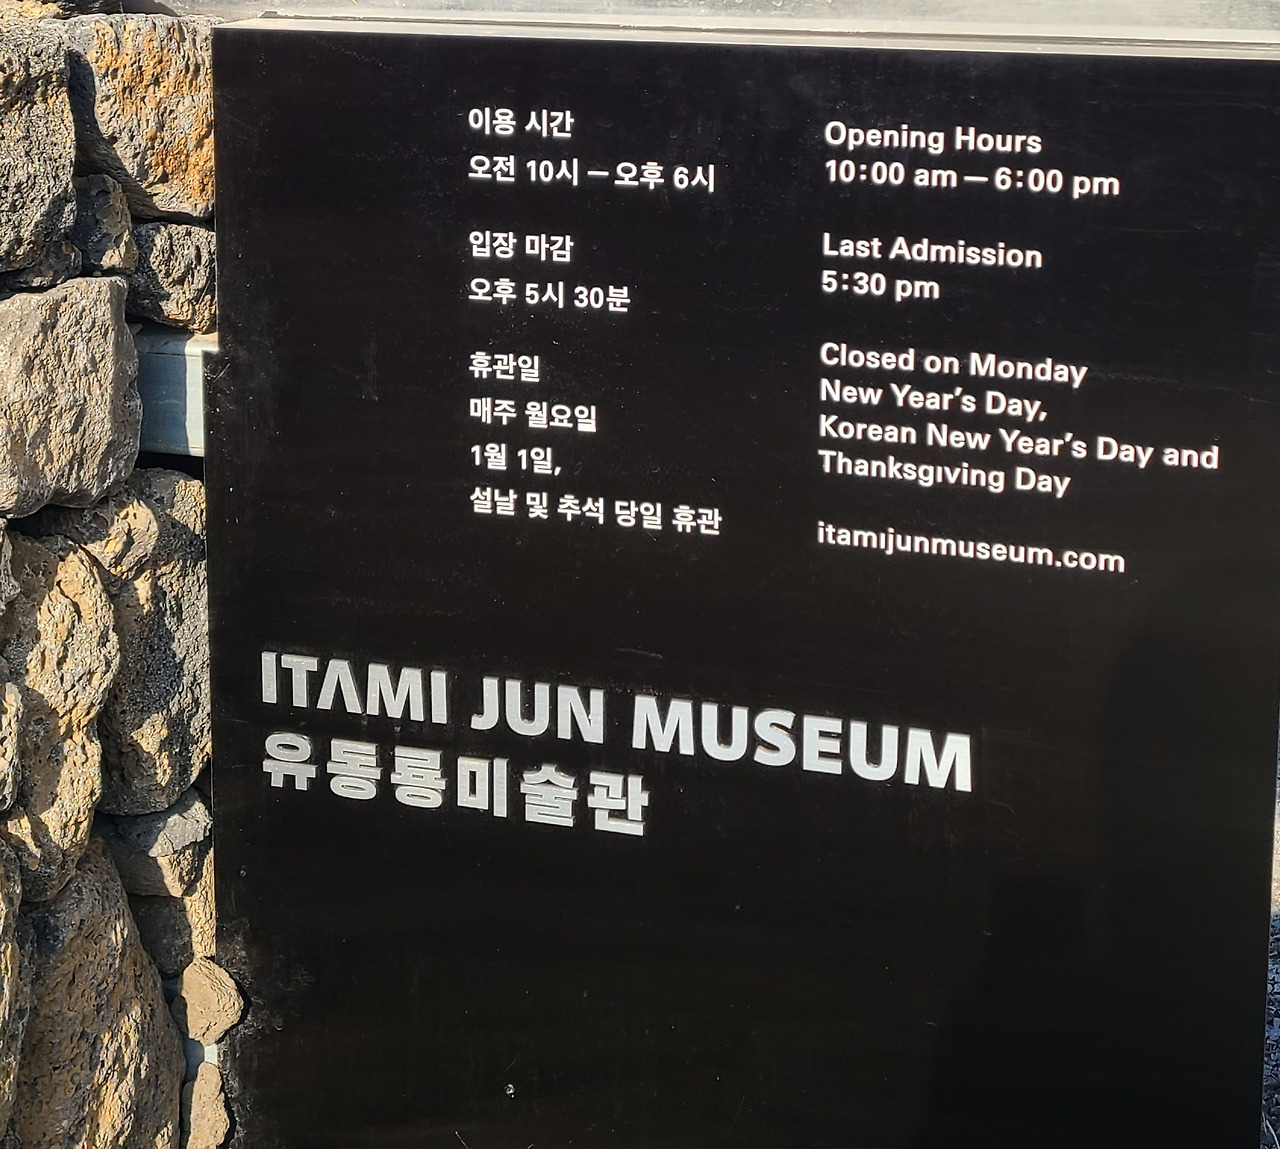 이용 시간
오전 10시 – 오후 6시
입장 마감
오후 5시 30분
휴관일
매주 월요일
1월 1일,
설날 및 추석 당일 휴관
Opening Hours
10:00 am – 6:00 pm
Last Admission
5:30 pm
Closed on Monday
New Year's Day,
Korean New Year's Day and
Thanksgiving Day
itamijunmuseum.com
ITAMI JUN MUSEUM
유동룡미술관